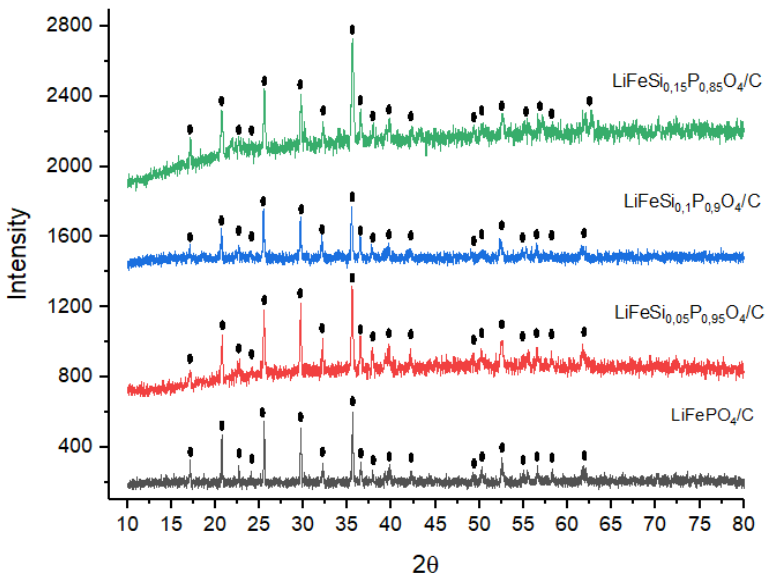 2800
2400
2000
1600
1200
800
400
Intensity
LiFeSi0,15P0,85O4/C
LiFeSi0,1P0,9O4/C
LiFeSi0,05P0,95O4/C
LiFePO4/C
10 15 20 25 30 35 40 45 50 55 60 65 70 75 80
2θ